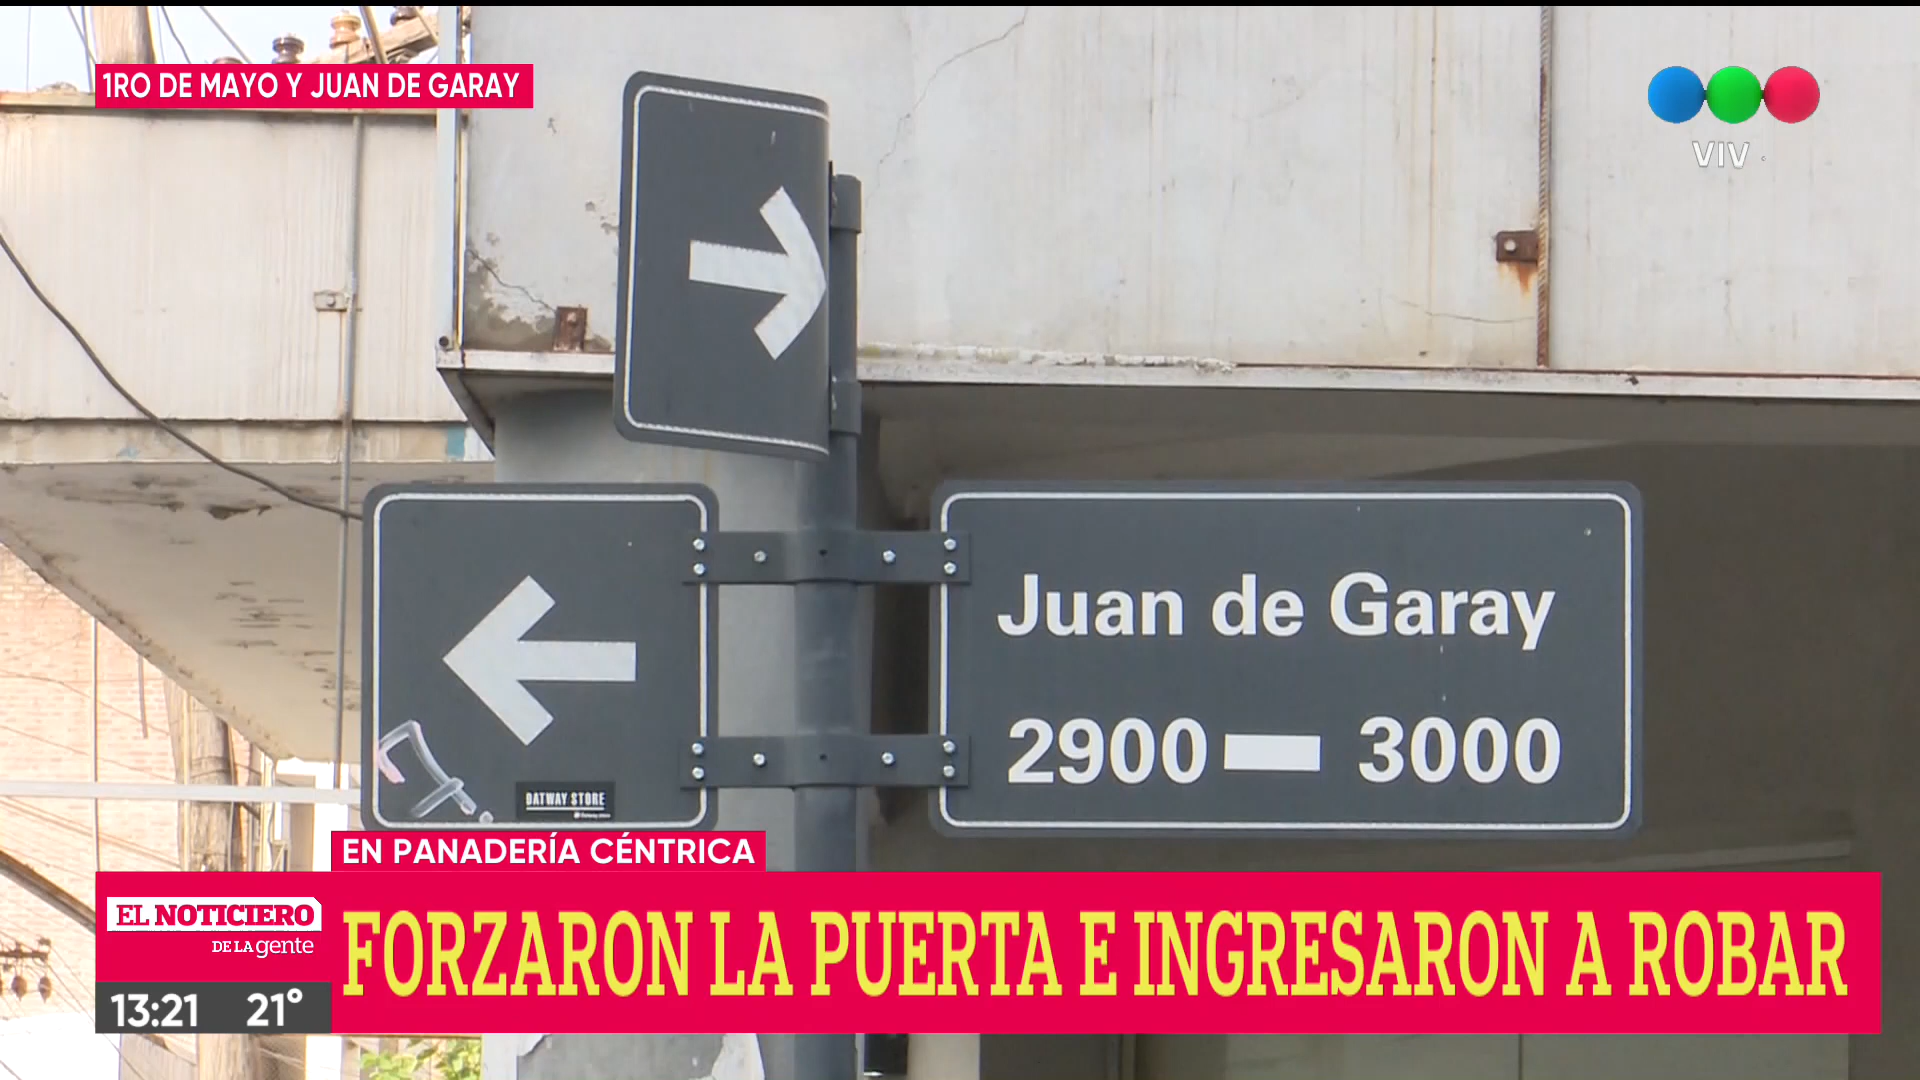 1RO DE MAYO Y JUAN DE GARAY
VIV
Juan de Garay
2900 - 3000
DATWAY STORE
EN PANADERÍA CÉNTRICA
EL NOTICIERO
DE LA gente
FORZARON LA PUERTA E INGRESARON A ROBAR
13:21 21°